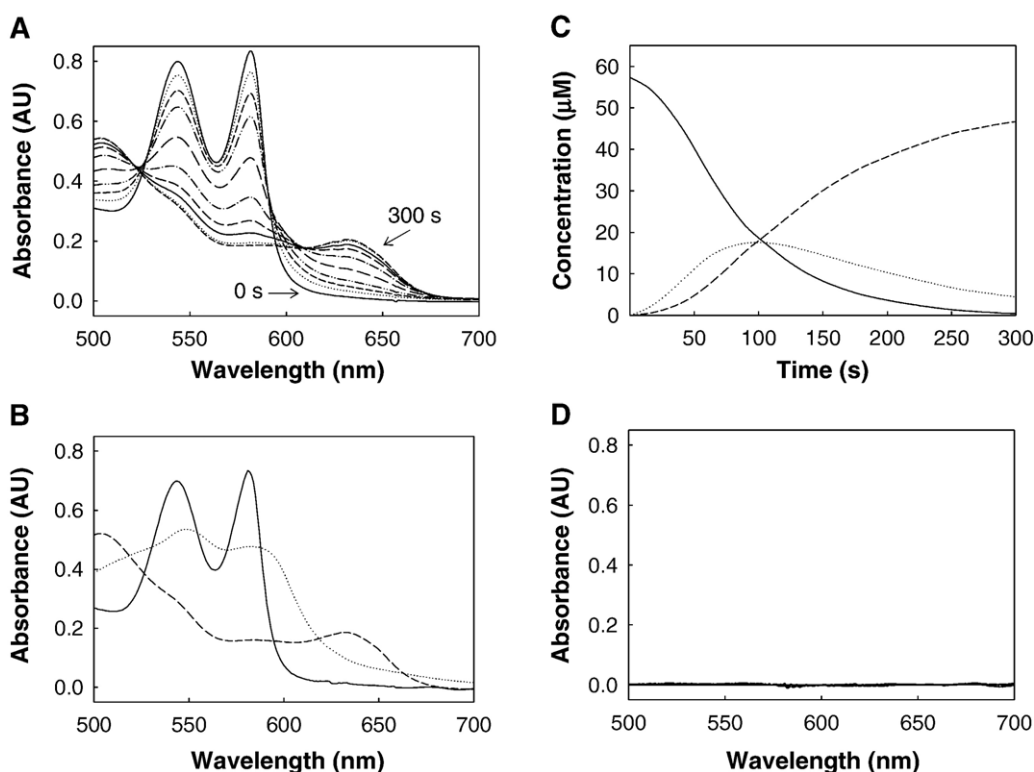 A
Absorbance (AU)
0.8
0.6
0.4
0.2
0.0
300 s
0 s
500 550 600 650 700
Wavelength (nm)
C
Concentration (μM)
60
50
40
30
20
10
0
50 100 150 200 250 300
Time (s)
B
Absorbance (AU)
0.8
0.6
0.4
0.2
0.0
500 550 600 650 700
Wavelength (nm)
D
Absorbance (AU)
0.8
0.6
0.4
0.2
0.0
500 550 600 650 700
Wavelength (nm)